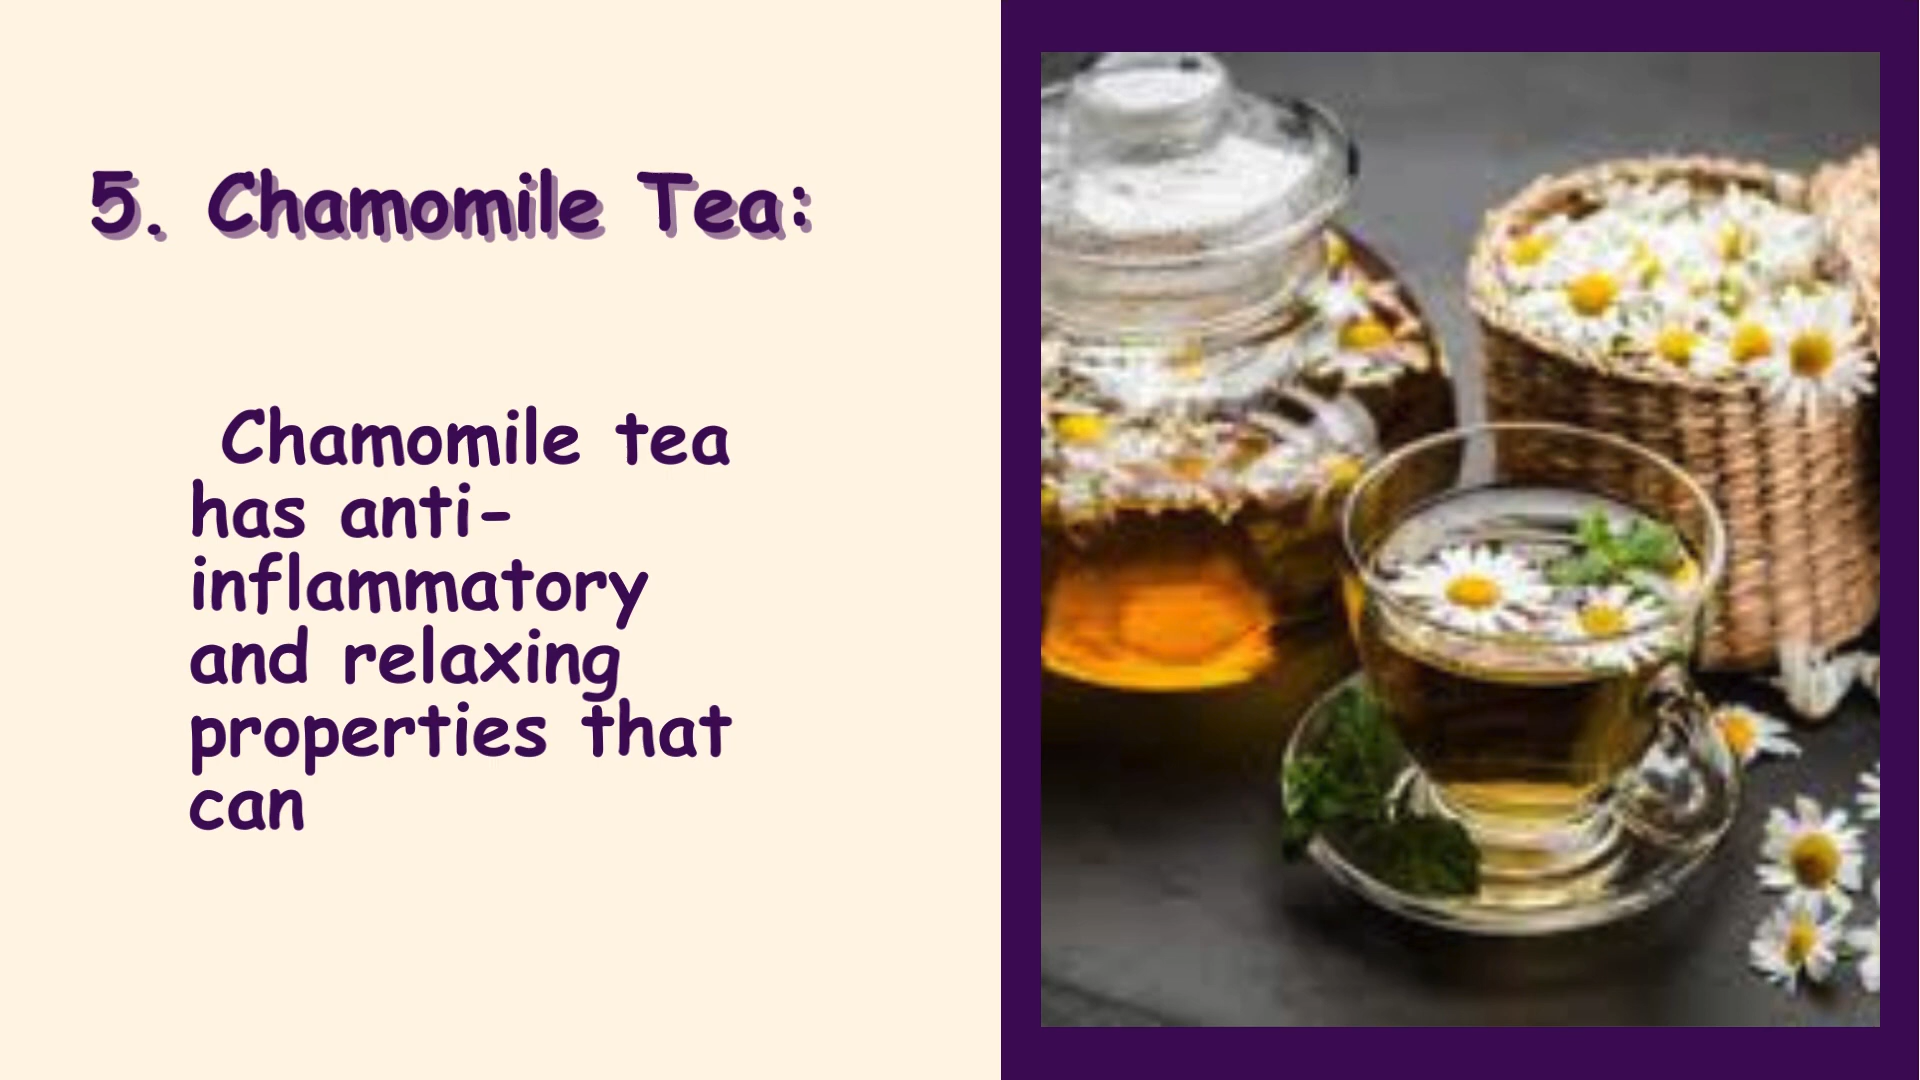 5. Chamomile Tea:
Chamomile tea
has anti-
inflammatory
and relaxing
properties that
can